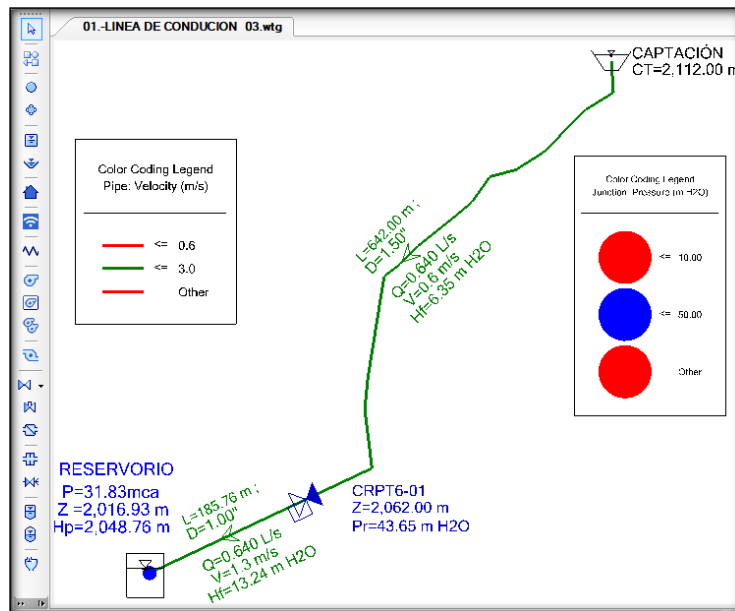 01.-LINEA DE CONDUCION 03.wtg
CAPTACIÓN
CT=2,112.00 m
Color Coding Legend
Pipe: Velocity (m/s)
<= 0.6
<= 3.0
Other
Color Coding Legend
Junction: Pressure (m H2O)
<= 10.00
<= 50.00
Other
L=642.00 m ;
D=1.50"
Q=0.640 L/s
V=0.6 m/s
Hf=6.35 m H2O
RESERVORIO
P=31.83mca
Z =2,016.93 m
Hp=2,048.76 m
L=185.76 m ;
D=1.00"
Q=0.640 L/s
V=1.3 m/s
Hf=13.24 m H2O
CRPT6-01
Z=2,062.00 m
Pr=43.65 m H2O